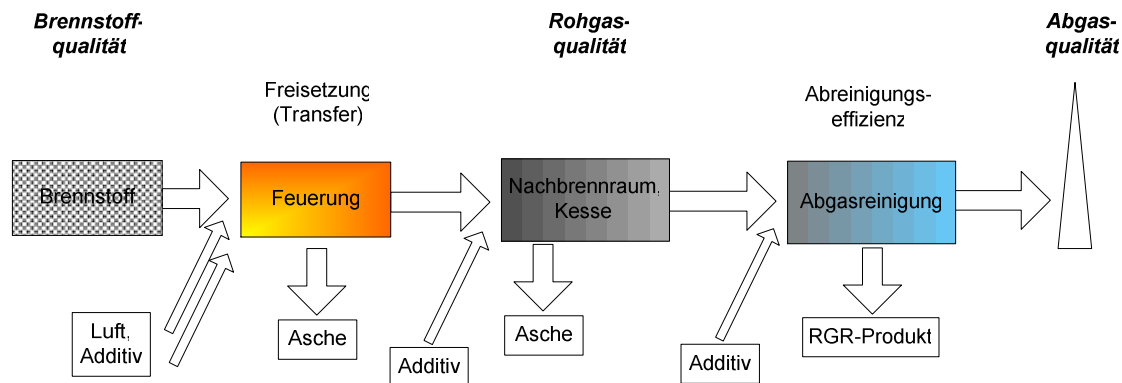 Brennstoff-
qualität
Rohgas-
qualität
Abgas-
qualität
Freisetzung
(Transfer)
Abreinigungs-
effizienz
Brennstoff
Feuerung
Nachbrennraum,
Kesse
Abgasreinigung
Luft,
Additiv
Asche
Additiv
Asche
Additiv
RGR-Produkt